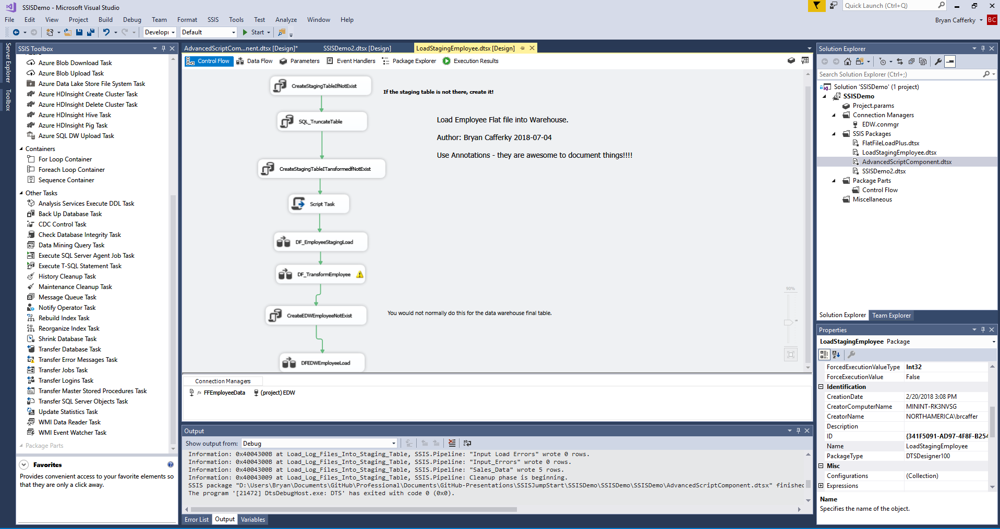 SSISDemo - Microsoft Visual Studio
Quick Launch (Ctrl+Q)
File Edit View Project Build Debug Team Format SSIS Tools Test Analyze Window Help
Bryan Cafferky BC
Developı Default Start
Server Explorer
Toolbox
SSIS Toolbox
Azure Blob Download Task
Azure Blob Upload Task
Azure Data Lake Store File System Task
Azure HDInsight Create Cluster Task
Azure HDInsight Delete Cluster Task
Azure HDInsight Hive Task
Azure HDInsight Pig Task
Azure SQL DW Upload Task
Containers
For Loop Container
Foreach Loop Container
Sequence Container
Other Tasks
Analysis Services Execute DDL Task
Back Up Database Task
CDC Control Task
Check Database Integrity Task
Data Mining Query Task
Execute SQL Server Agent Job Task
Execute T-SQL Statement Task
History Cleanup Task
Maintenance Cleanup Task
Message Queue Task
Notify Operator Task
Rebuild Index Task
Reorganize Index Task
Shrink Database Task
Transfer Database Task
Transfer Error Messages Task
Transfer Jobs Task
Transfer Logins Task
Transfer Master Stored Procedures Task
Transfer SQL Server Objects Task
Update Statistics Task
WMI Data Reader Task
WMI Event Watcher Task
Package Parts
Favorites
Provides convenient access to your favorite elements so
that they are only a click away.
AdvancedScriptCom...nent.dtsx [Design]* SSISDemo2.dtsx [Design] LoadStagingEmployee.dtsx [Design]
Control Flow Data Flow Parameters Event Handlers Package Explorer Execution Results
CreateStagingTableIfNotExist
If the staging table is not there, create it!
SQL_TruncateTable
Load Employee Flat file into Warehouse.
Author: Bryan Cafferky 2018-07-04
Use Annotations - they are awesome to document things!!!!
CreateStagingTableITansformedfNotExist
Script Task
DF_EmployeeStagingLoad
DF_TransformEmployee
90%
CreateEDWEmployeeNotExist
You would not normally do this for the data warehouse final table.
DFEDWEmployeeLoad
Connection Managers
fx FFEmployeeData (project) EDW
Output
Show output from: Debug
Information: 0x4004300B at Load_Log_Files_Into_Staging_Table, SSIS.Pipeline: "Input Load Errors" wrote 0 rows.
Information: 0x4004300B at Load_Log_Files_Into_Staging_Table, SSIS.Pipeline: "Input_Errors" wrote 0 rows.
Information: 0x4004300B at Load_Log_Files_Into_Staging_Table, SSIS.Pipeline: "Sales_Data" wrote 5 rows.
Information: 0x40043009 at Load_Log_Files_Into_Staging_Table, SSIS.Pipeline: Cleanup phase is beginning.
SSIS package "D:\Users\Bryan\Documents\GitHub\Professional\Documents\GitHub-Presentations\SSISJumpStart\SSISDemo\SSISDemo\SSISDemo\AdvancedScriptComponent.dtsx" finished
The program '[21472] DtsDebugHost.exe: DTS' has exited with code 0 (0x0).
Error List Output Variables
Solution Explorer
Search Solution Explorer (Ctrl+;)
Solution 'SSISDemo' (1 project)
SSISDemo
Project.params
Connection Managers
EDW.conmgr
SSIS Packages
FlatFileLoadPlus.dtsx
LoadStagingEmployee.dtsx
AdvancedScriptComponent.dtsx
SSISDemo2.dtsx
Package Parts
Control Flow
Miscellaneous
Solution Explorer Team Explorer
Properties
LoadStagingEmployee Package
ForcedExecutionValueType Int32
ForceExecutionValue False
Identification
CreationDate 2/20/2018 3:08 PM
CreatorComputerName MININT-RK3NVSG
CreatorName NORTHAMERICA\brcaffer
Description
ID {341F5091-AD97-4F8F-B254
Name LoadStagingEmployee
PackageType DTSDesigner100
Misc
Configurations (Collection)
Expressions
Name
Specifies the name of the object.